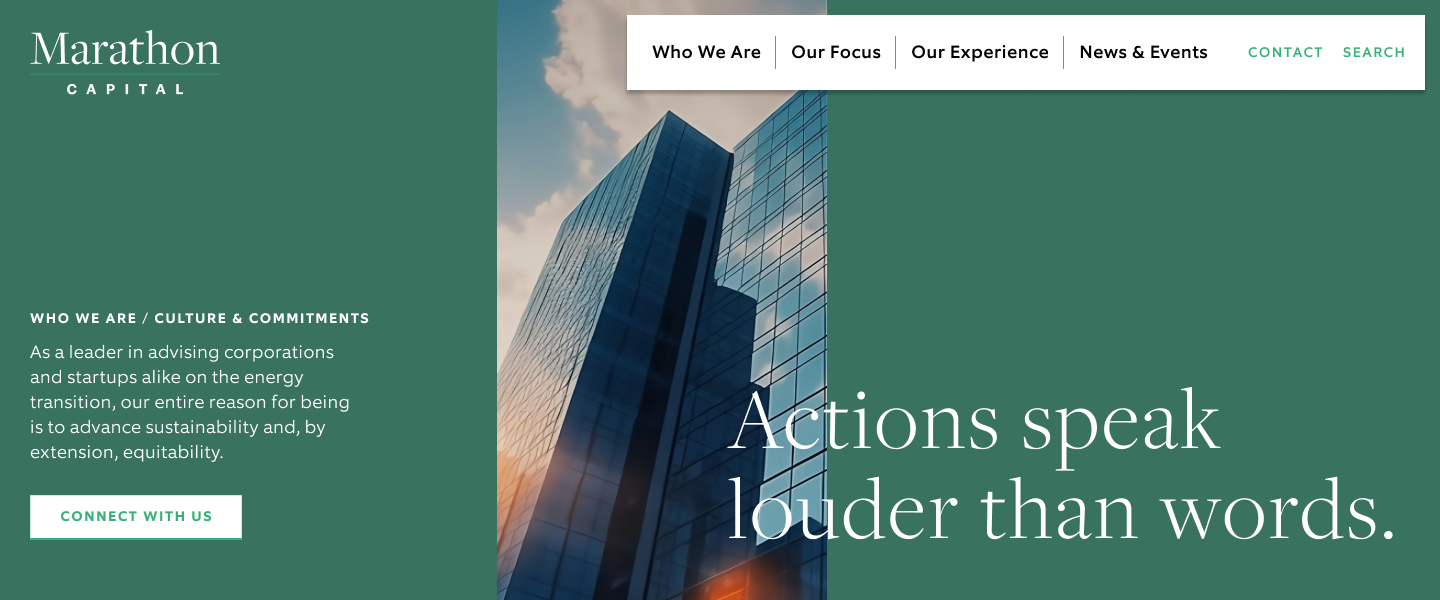 Marathon
CAPITAL
Who We Are
Our Focus
Our Experience
News & Events
CONTACT
SEARCH
WHO WE ARE / CULTURE & COMMITMENTS
As a leader in advising corporations
and startups alike on the energy
transition, our entire reason for being
is to advance sustainability and, by
extension, equitability.
CONNECT WITH US
Actions speak
louder than words.